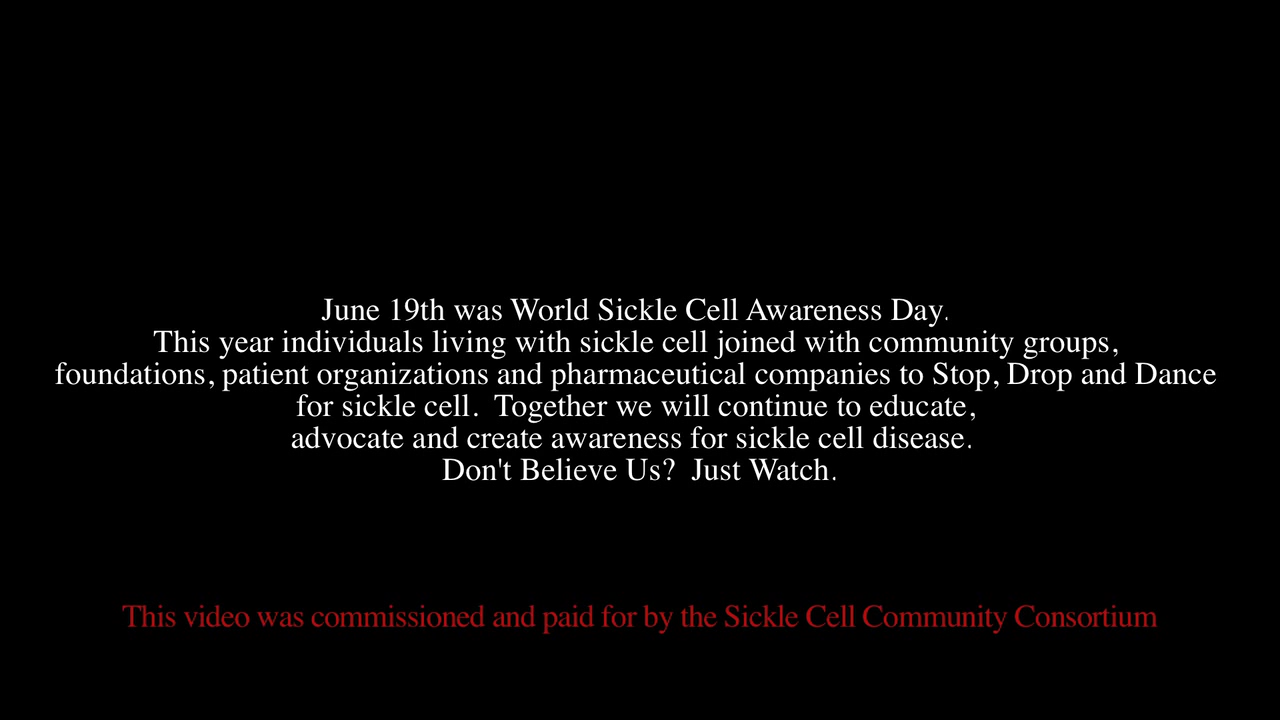 June 19th was World Sickle Cell Awareness Day.
This year individuals living with sickle cell joined with community groups,
foundations, patient organizations and pharmaceutical companies to Stop, Drop and Dance
for sickle cell.  Together we will continue to educate,
advocate and create awareness for sickle cell disease.
Don't Believe Us?  Just Watch.
This video was commissioned and paid for by the Sickle Cell Community Consortium